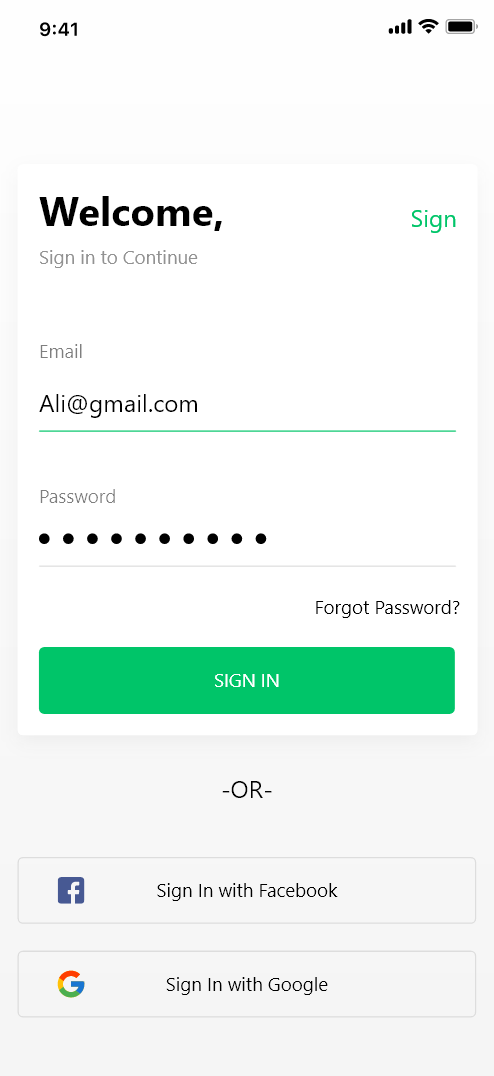 9:41
Welcome,
Sign
Sign in to Continue
Email
Ali@gmail.com
Password
Forgot Password?
SIGN IN
-OR-
Sign In with Facebook
Sign In with Google